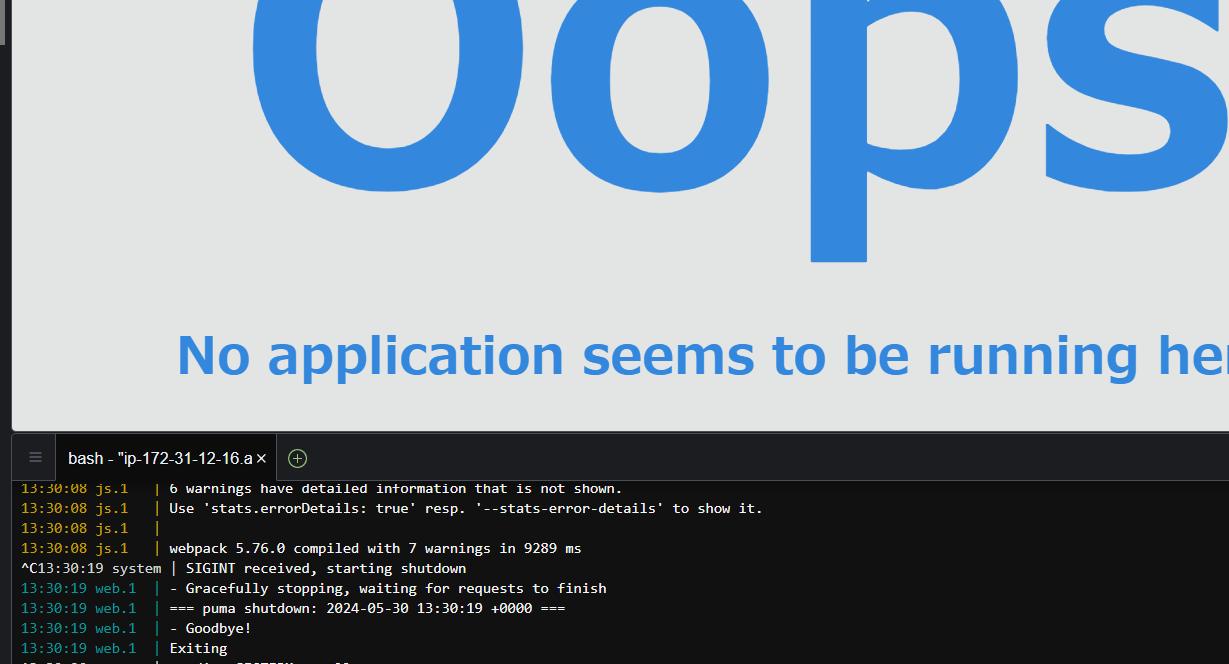 Oops
No application seems to be running
bash - "ip-172-31-12-16.a ×
13:30:08 js.1 | 6 warnings have detailed information that is not shown.
13:30:08 js.1 | Use 'stats.errorDetails: true' resp. '--stats-error-details' to show it.
13:30:08 js.1 |
13:30:08 js.1 | webpack 5.76.0 compiled with 7 warnings in 9289 ms
^C13:30:19 system | SIGINT received, starting shutdown
13:30:19 web.1 | - Gracefully stopping, waiting for requests to finish
13:30:19 web.1 | === puma shutdown: 2024-05-30 13:30:19 +0000 ===
13:30:19 web.1 | - Goodbye!
13:30:19 web.1 | Exiting